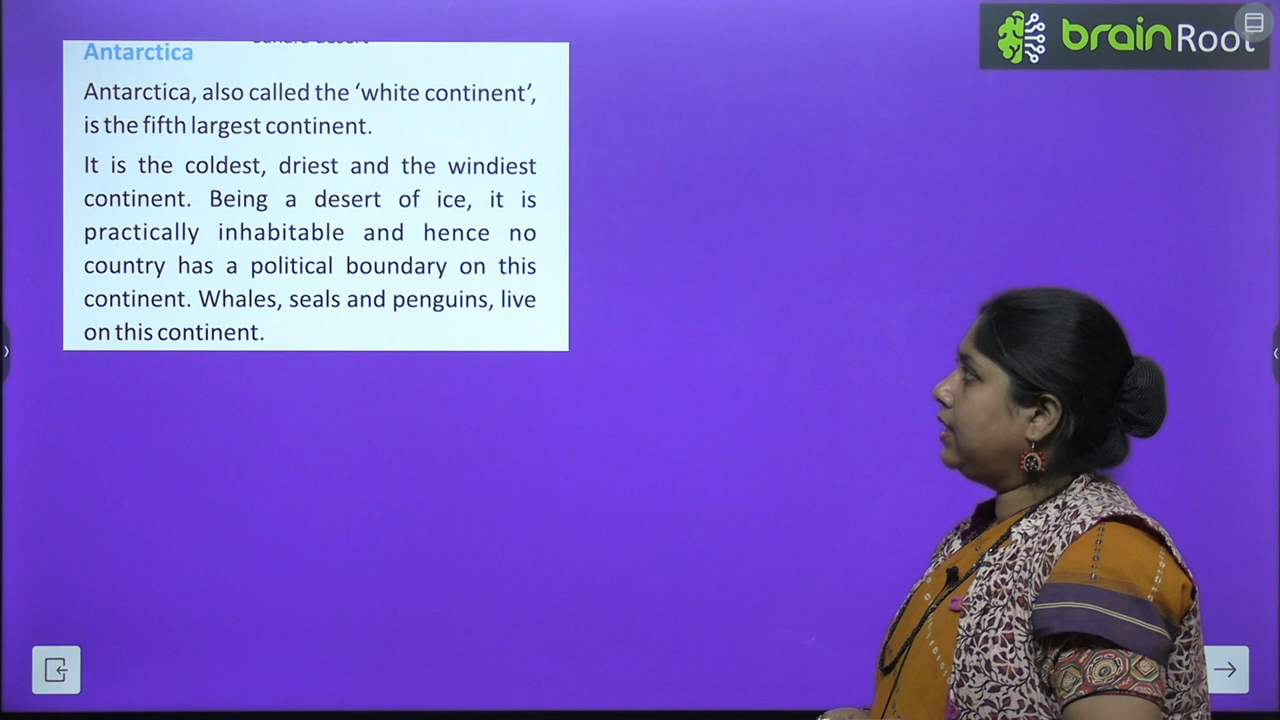 brainRoot
Antarctica
Antarctica, also called the ‘white continent’,
is the fifth largest continent.
It is the coldest, driest and the windiest
continent. Being a desert of ice, it is
practically inhabitable and hence no
country has a political boundary on this
continent. Whales, seals and penguins, live
on this continent.